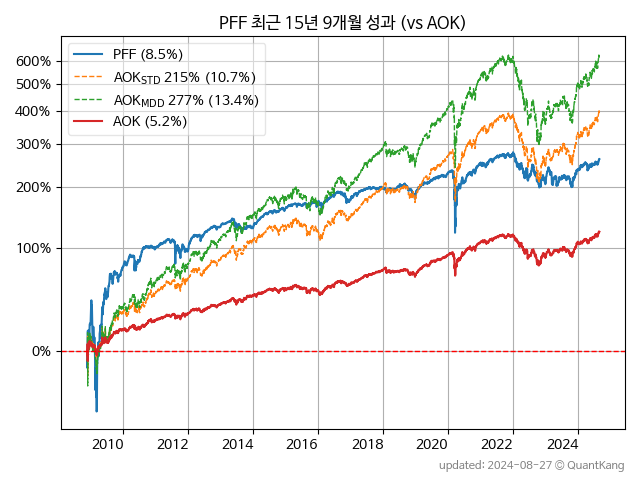 PFF 최근 15년 9개월 성과 (vs AOK)
PFF (8.5%)
AOK_STD 215% (10.7%)
AOK_MDD 277% (13.4%)
AOK (5.2%)
600%
500%
400%
300%
200%
100%
0%
2010 2012 2014 2016 2018 2020 2022 2024
updated: 2024-08-27 © QuantKang